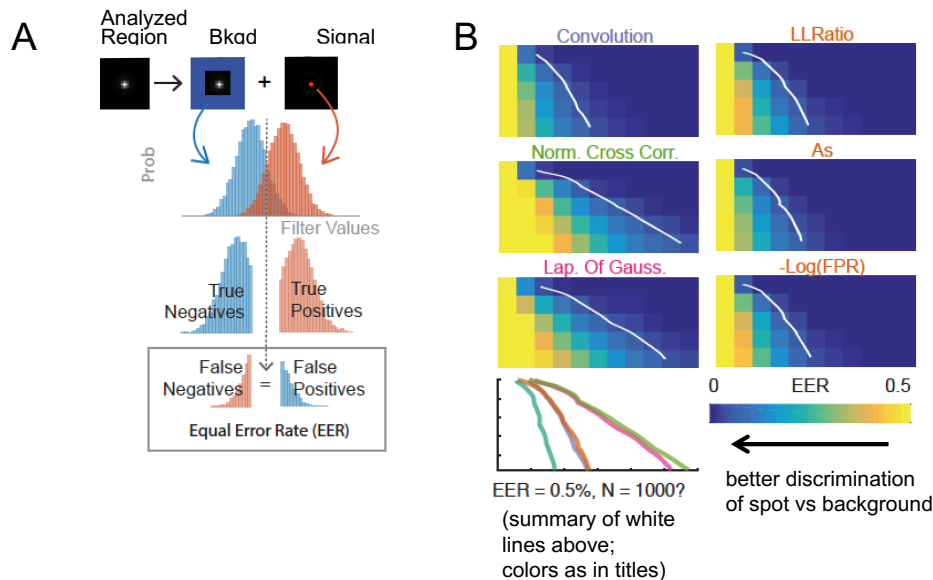 A
Analyzed
Region
Bkgd
Signal
+
Prob
Filter Values
True
Negatives
True
Positives
False
Negatives
=
False
Positives
Equal Error Rate (EER)
B
Convolution
LLRatio
Norm. Cross Corr.
As
Lap. Of Gauss.
-Log(FPR)
0 EER 0.5
EER = 0.5%, N = 1000?
(summary of white
lines above;
colors as in titles)
better discrimination
of spot vs background